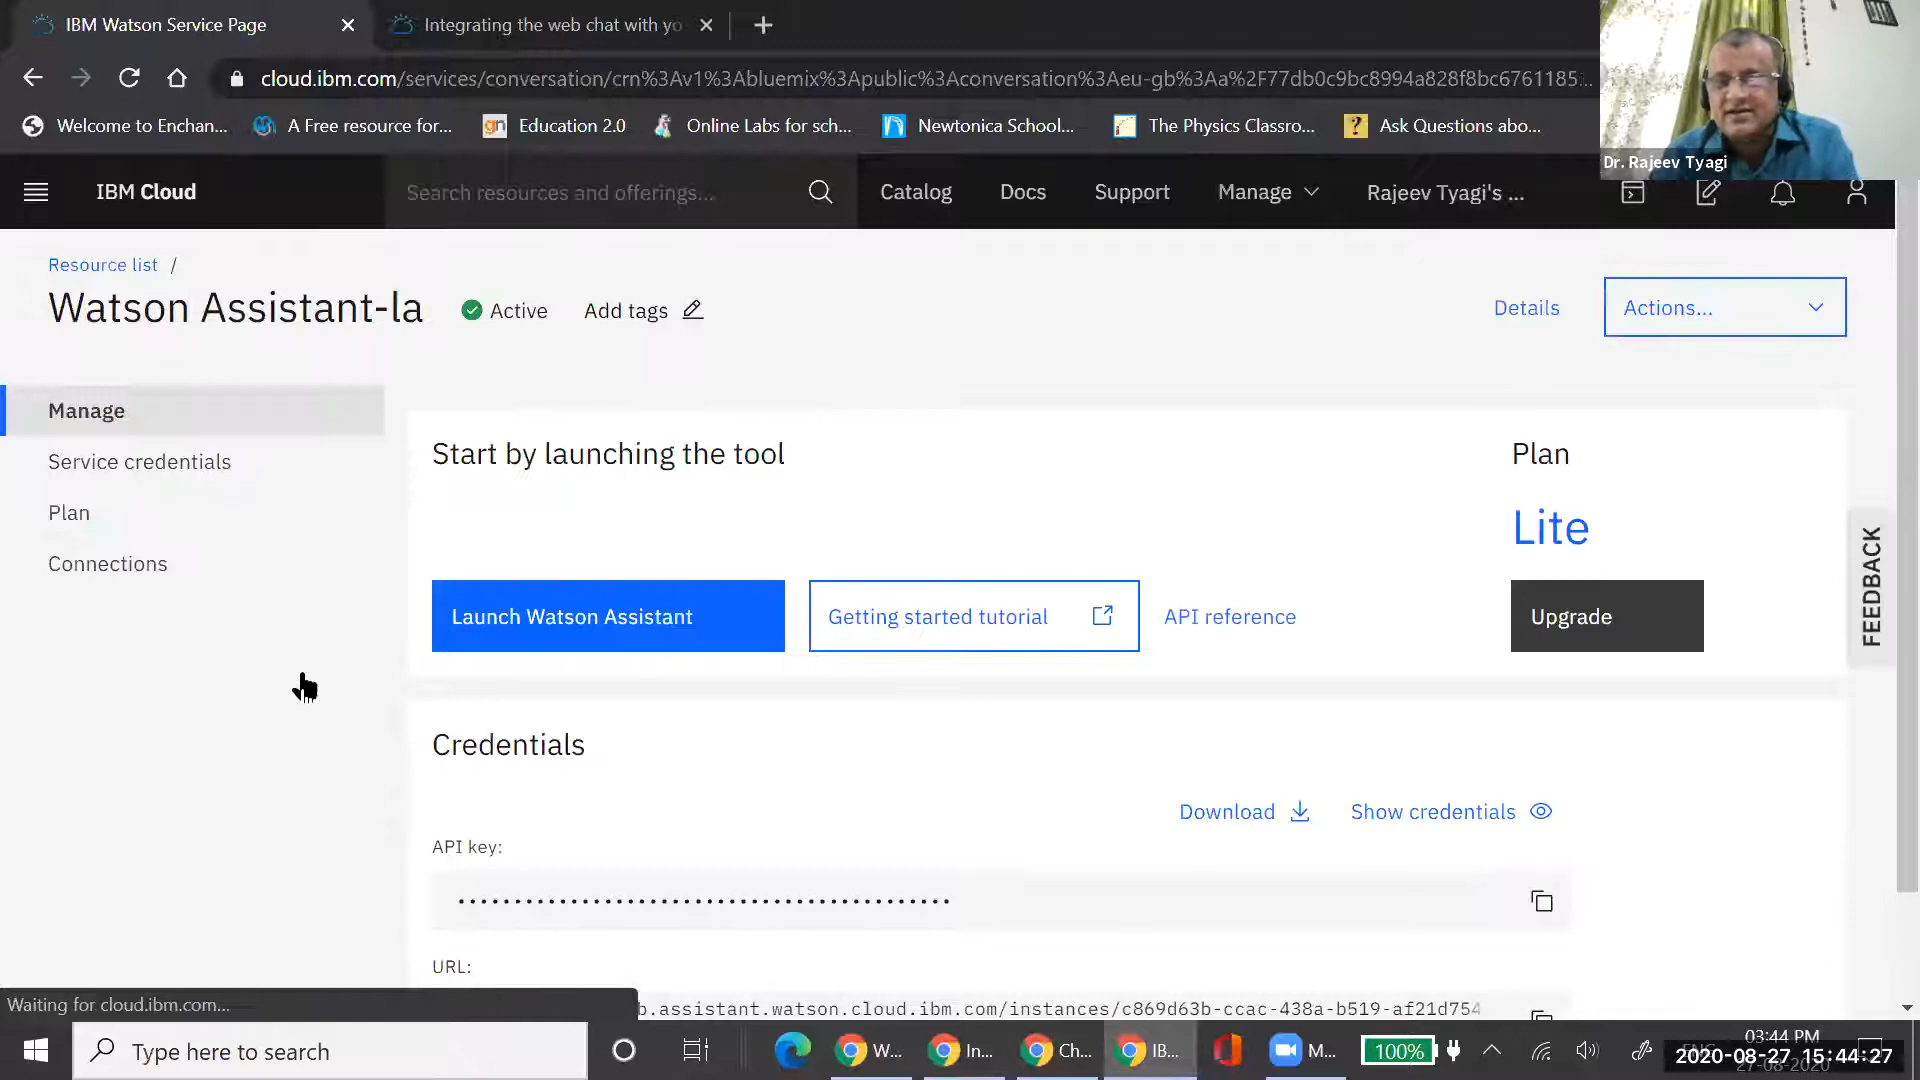 IBM Watson Service Page
Integrating the web chat with yo
cloud.ibm.com/services/conversation/crn%3Av1%3Abluemix%3Apublic%3Aconversation%3Aeu-gb%3Aa%2F77db0c9bc8994a828f8bc6761185...
Welcome to Enchan...
A Free resource for...
gn Education 2.0
Online Labs for sch...
Newtonica School...
The Physics Classro...
Ask Questions abo...
Dr. Rajeev Tyagi
IBM Cloud
Search resources and offerings...
Catalog
Docs
Support
Manage
Rajeev Tyagi's ...
Resource list /
Watson Assistant-la
Active
Add tags
Details
Actions...
Manage
Service credentials
Plan
Connections
Start by launching the tool
Plan
Lite
Launch Watson Assistant
Getting started tutorial
API reference
Upgrade
FEEDBACK
Credentials
Download
Show credentials
API key:
URL:
Waiting for cloud.ibm.com...
b.assistant.watson.cloud.ibm.com/instances/c869d63b-ccac-438a-b519-af21d754
Type here to search
W...
In...
Ch...
IB...
M...
100%
ENG
03:44 PM
2020-08-27 15:44:27
27-08-2020